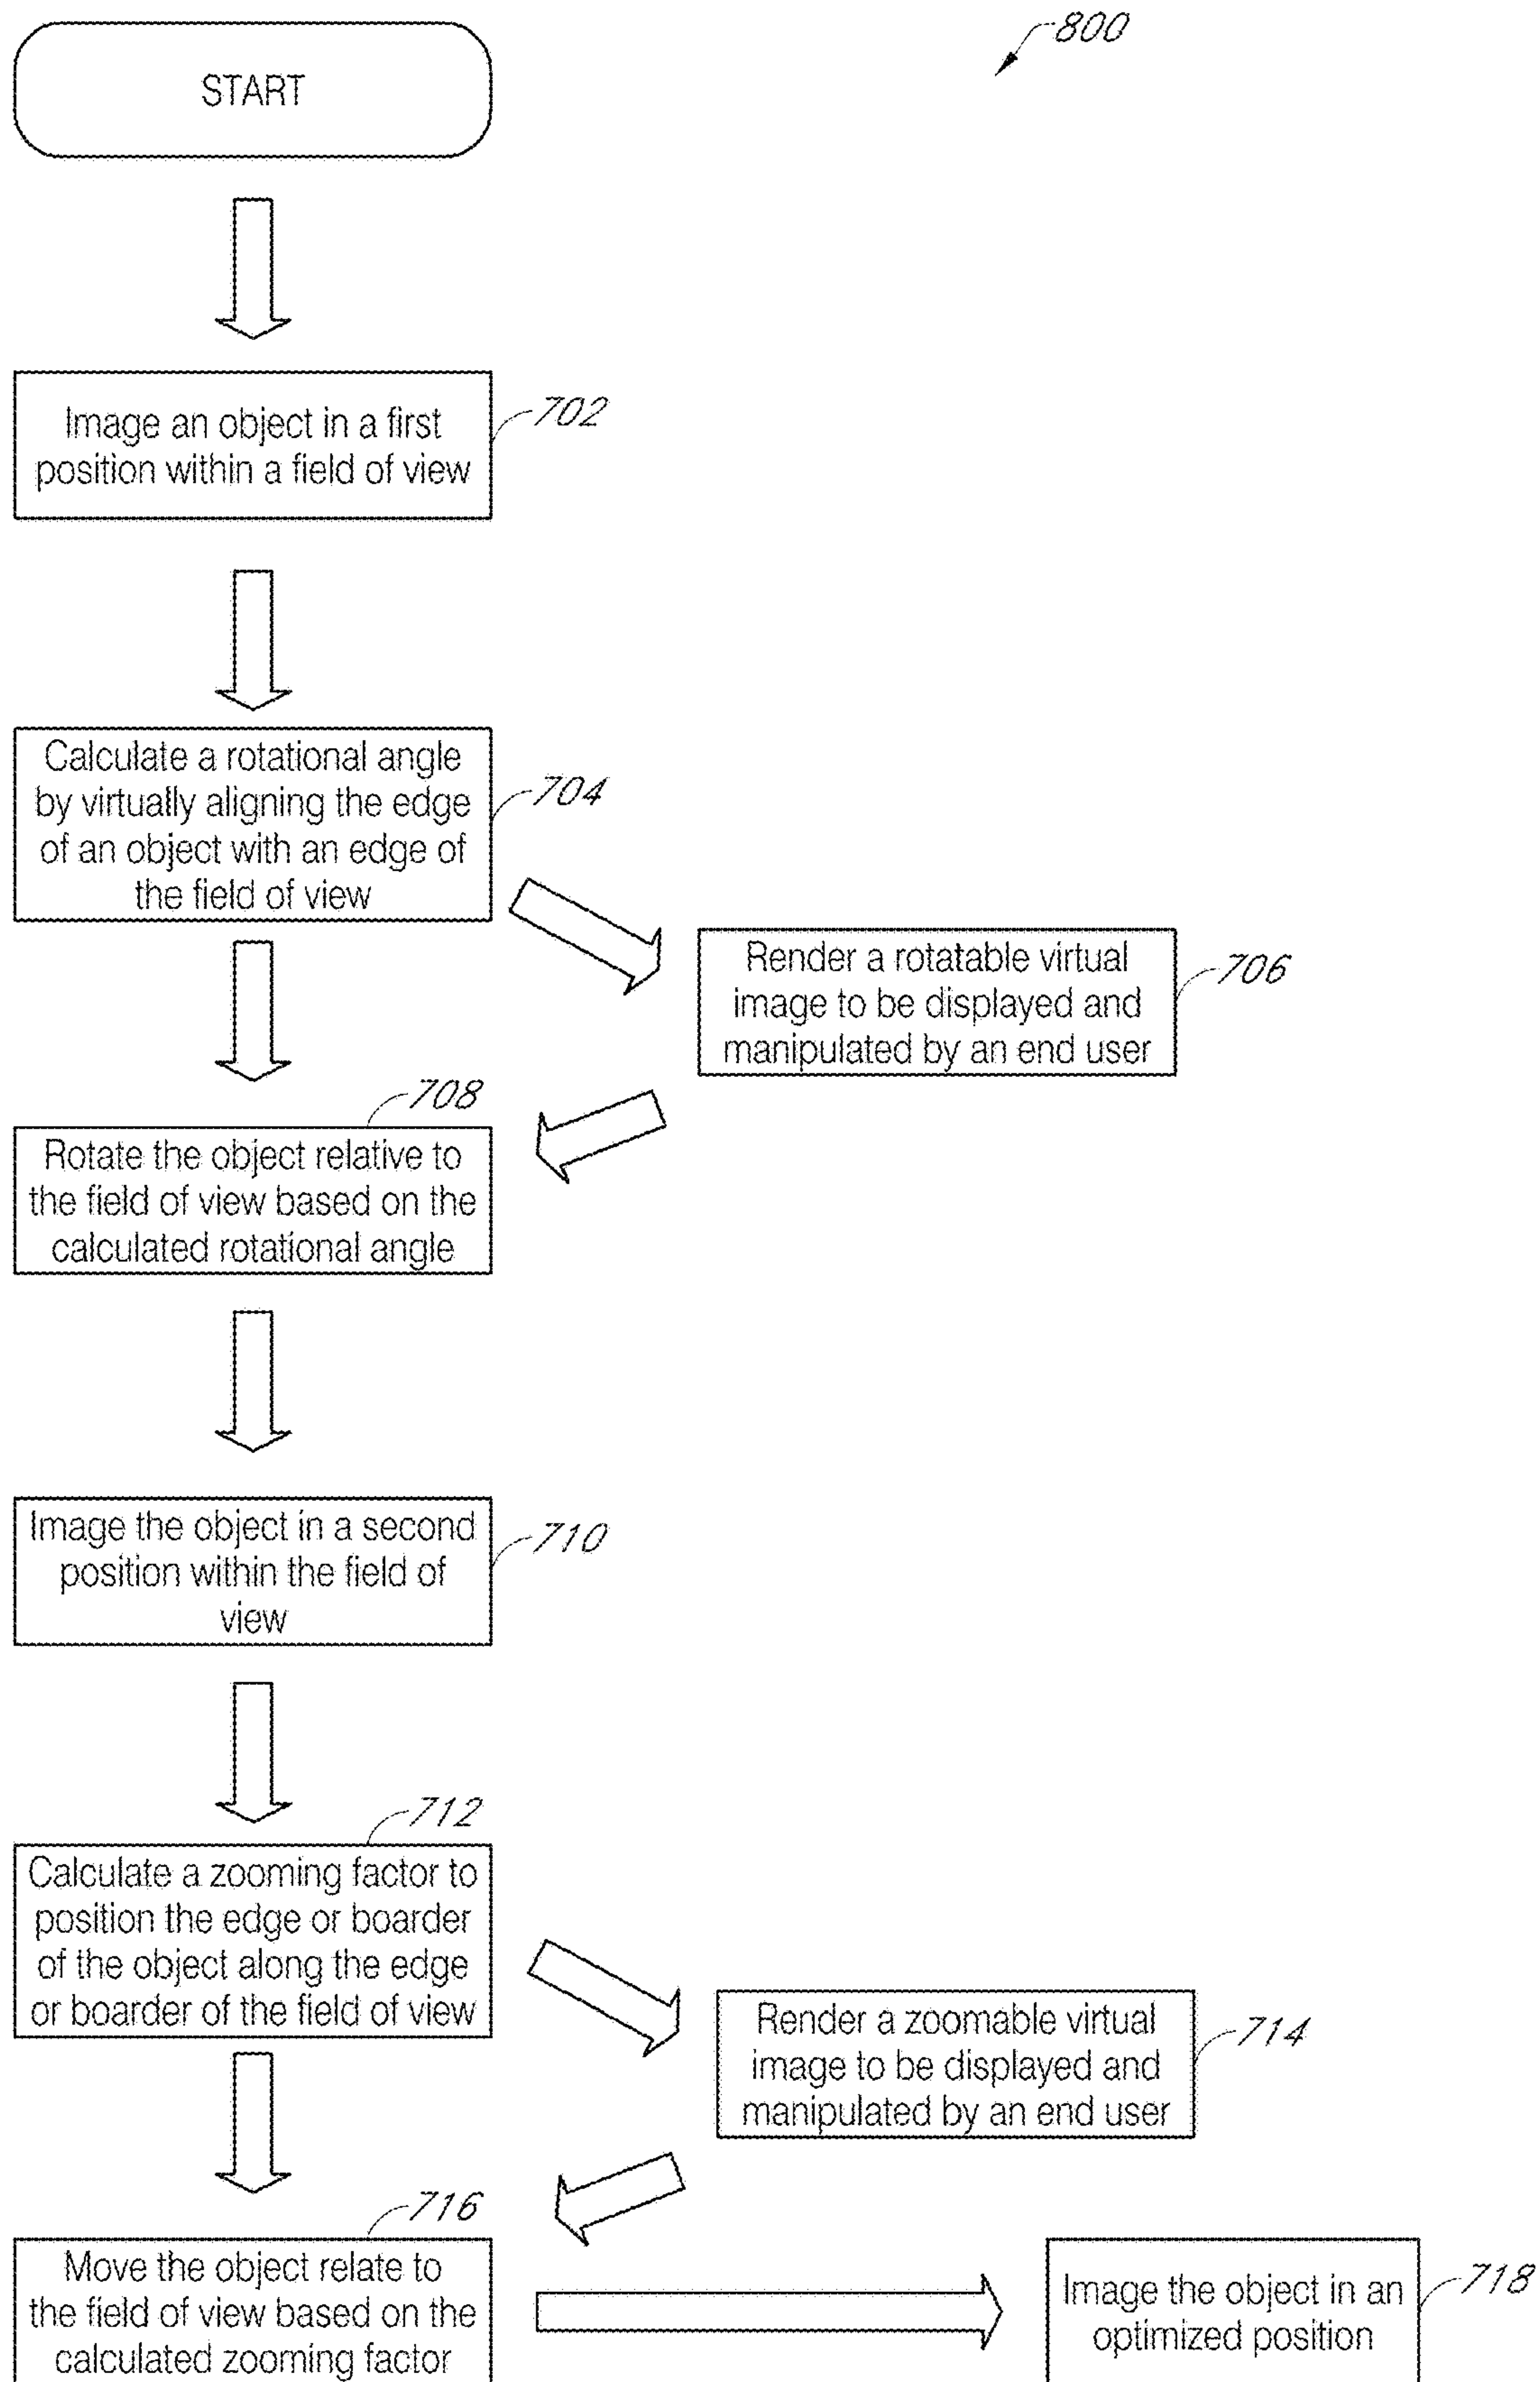 800
START
Image an object in a first
position within a field of view
702
Calculate a rotational angle
by virtually aligning the edge
of an object with an edge of
the field of view
704
Render a rotatable virtual
image to be displayed and
manipulated by an end user
706
708
Rotate the object relative to
the field of view based on the
calculated rotational angle
Image the object in a second
position within the field of
view
710
712
Calculate a zooming factor to
position the edge or boarder
of the object along the edge
or boarder of the field of view
Render a zoomable virtual
image to be displayed and
manipulated by an end user
714
716
Move the object relate to
the field of view based on the
calculated zooming factor
Image the object in an
optimized position
718